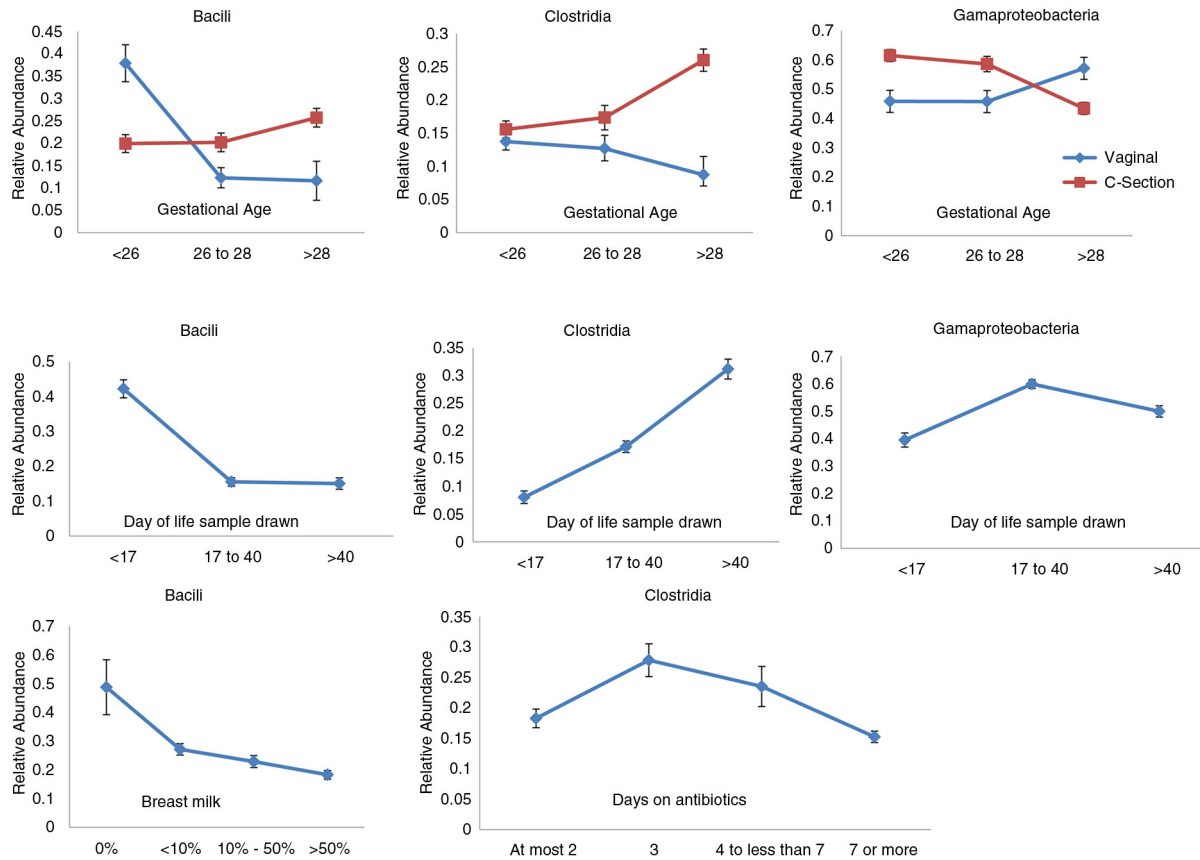 Bacili
Relative Abundance
0.45
0.4
0.35
0.3
0.25
0.2
0.15
0.1
0.05
0
Gestational Age
<26 26 to 28 >28
Clostridia
Relative Abundance
0.3
0.25
0.2
0.15
0.1
0.05
0
Gestational Age
<26 26 to 28 >28
Gamaproteobacteria
Relative Abundance
0.7
0.6
0.5
0.4
0.3
0.2
0.1
0
Vaginal
C-Section
Gestational Age
<26 26 to 28 >28
Bacili
Relative Abundance
0.5
0.4
0.3
0.2
0.1
0
Day of life sample drawn
<17 17 to 40 >40
Clostridia
Relative Abundance
0.35
0.3
0.25
0.2
0.15
0.1
0.05
0
Day of life sample drawn
<17 17 to 40 >40
Gamaproteobacteria
Relative Abundance
0.7
0.6
0.5
0.4
0.3
0.2
0.1
0
Day of life sample drawn
<17 17 to 40 >40
Bacili
Relative Abundance
0.7
0.6
0.5
0.4
0.3
0.2
0.1
0
Breast milk
0% <10% 10% - 50% >50%
Clostridia
Relative Abundance
0.35
0.3
0.25
0.2
0.15
0.1
0.05
0
Days on antibiotics
At most 2 3 4 to less than 7 7 or more